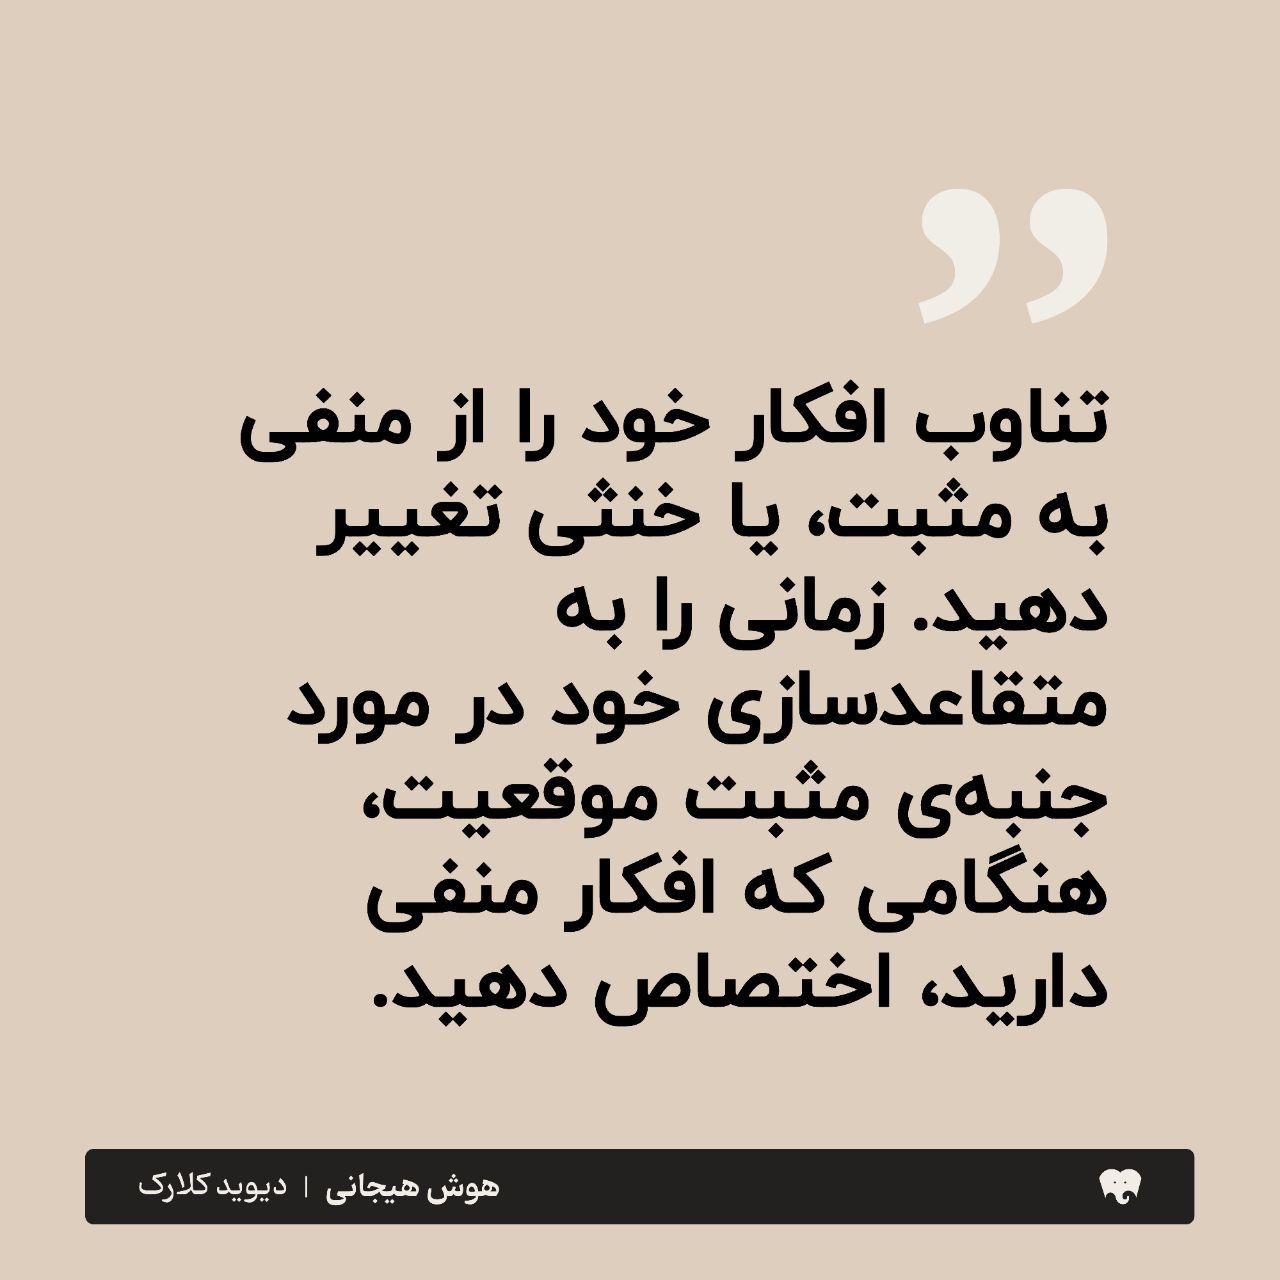 ”
تناوب افکار خود را از منفی
به مثبت، یا خنثی تغییر
دهید. زمانی را به
متقاعدسازی خود در مورد
جنبه‌ی مثبت موقعیت،
هنگامی که افکار منفی
دارید، اختصاص دهید.
هوش هیجانی | دیوید کلارک